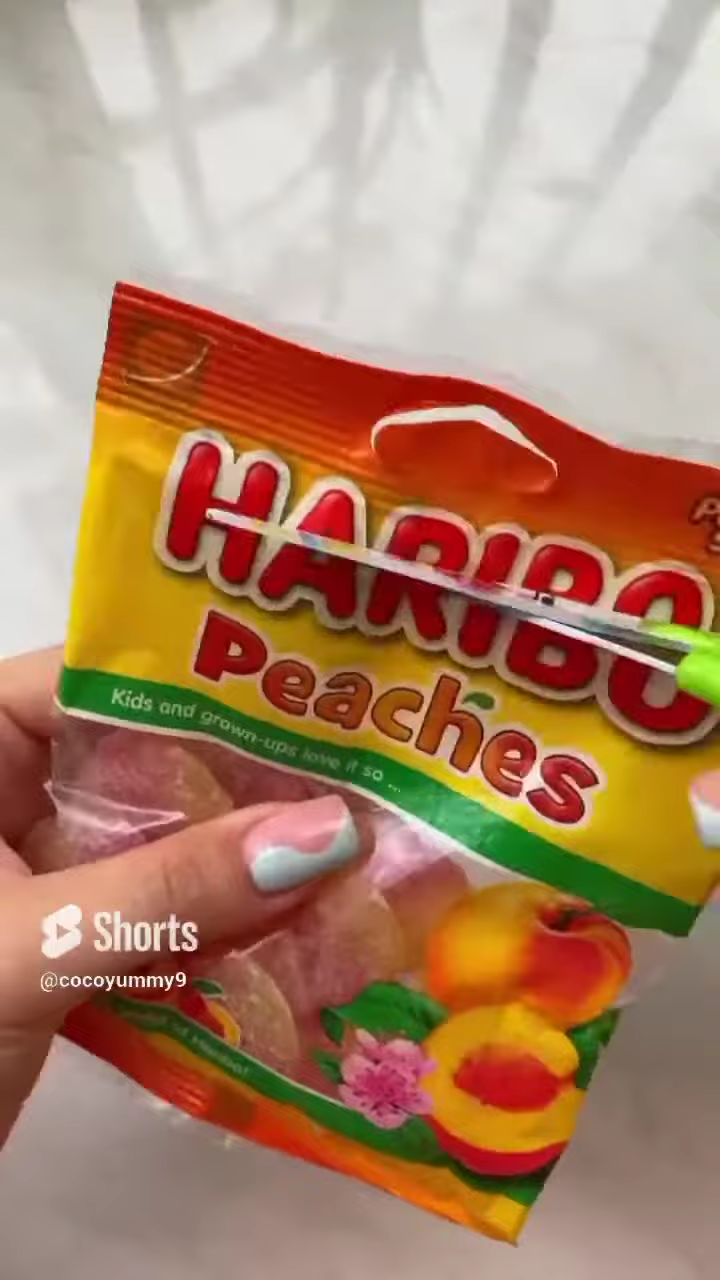 HARIBO
Peaches
Kids and grown-ups love it so ...
Shorts
@cocoyummy9